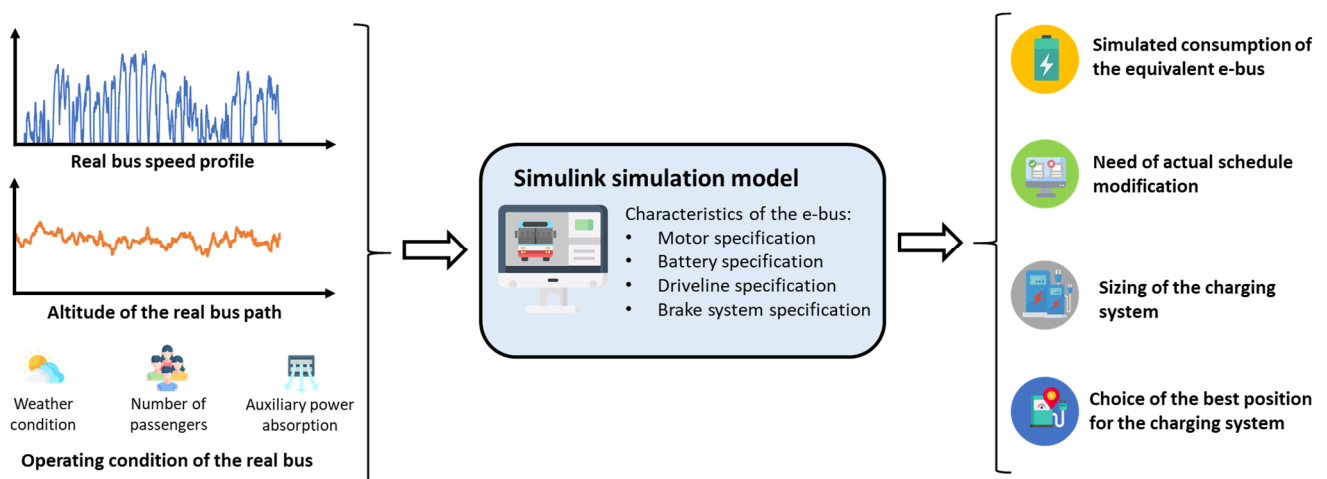 Real bus speed profile
Altitude of the real bus path
Weather
condition
Number of
passengers
Auxiliary power
absorption
Operating condition of the real bus
Simulink simulation model
Characteristics of the e-bus:
• Motor specification
• Battery specification
• Driveline specification
• Brake system specification
Simulated consumption of
the equivalent e-bus
Need of actual schedule
modification
Sizing of the charging
system
Choice of the best position
for the charging system